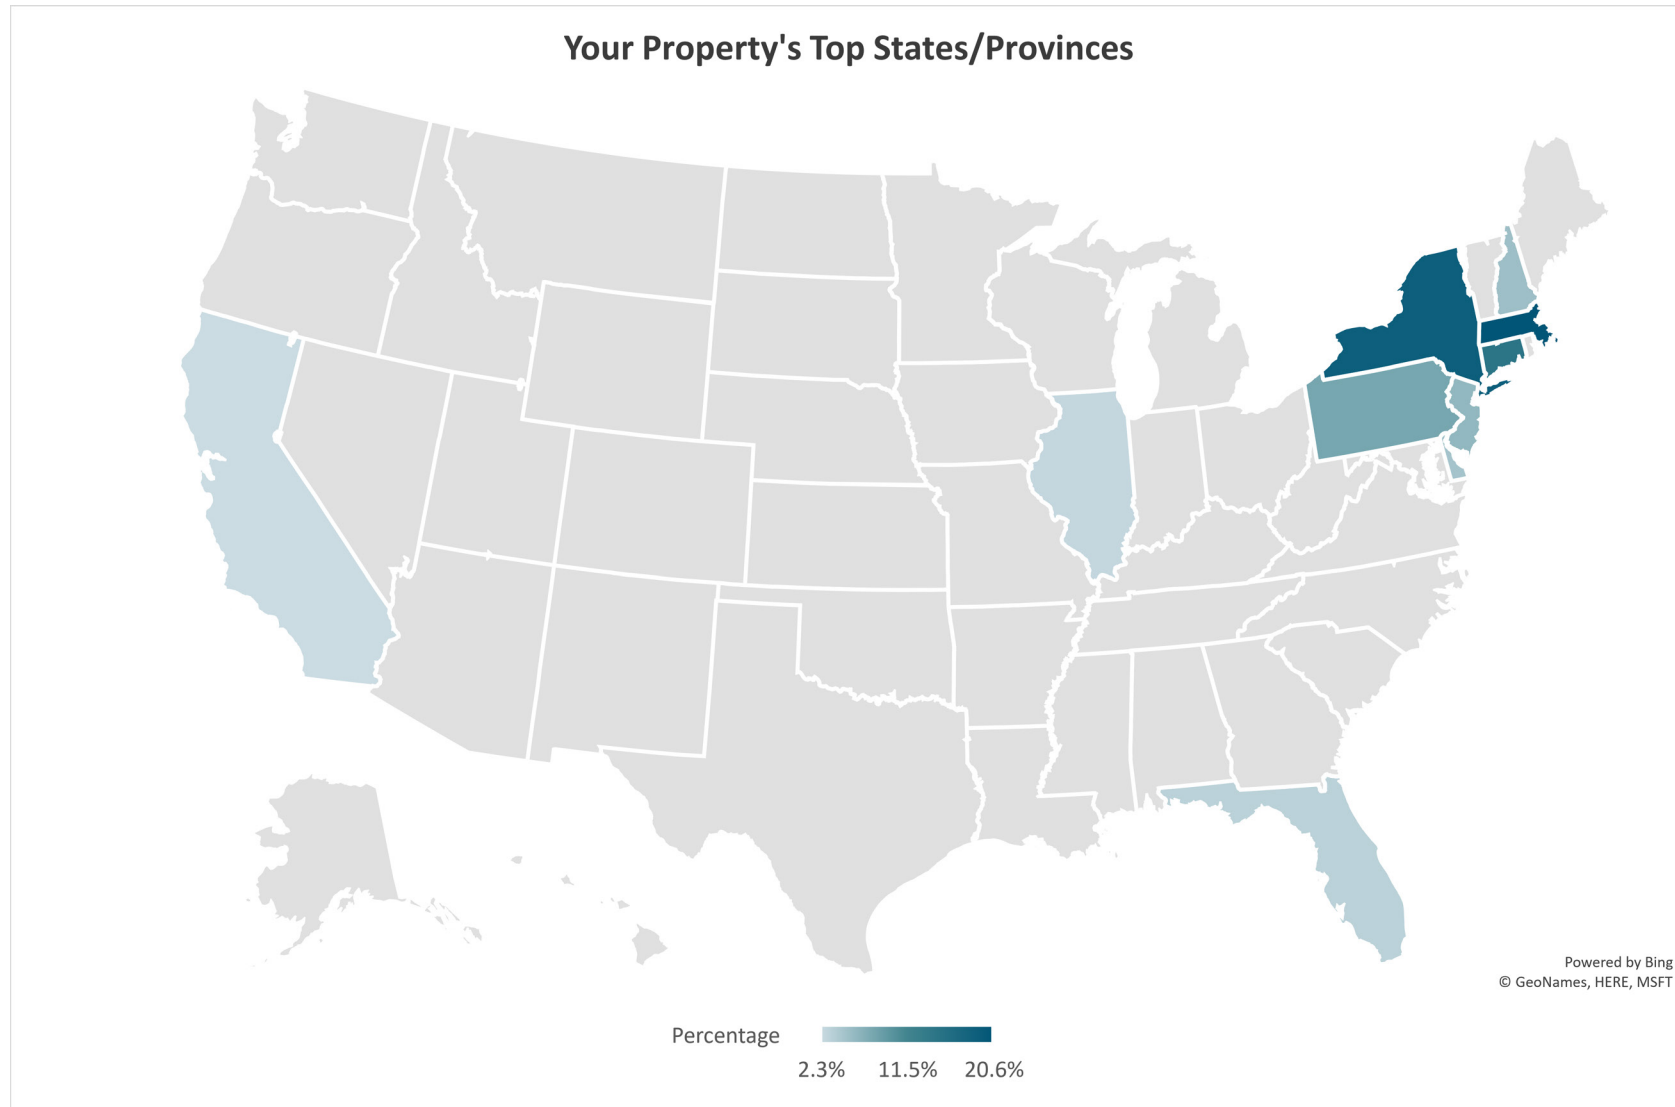 Your Property's Top States/Provinces
Powered by Bing
© GeoNames, HERE, MSFT
Percentage
2.3% 11.5% 20.6%